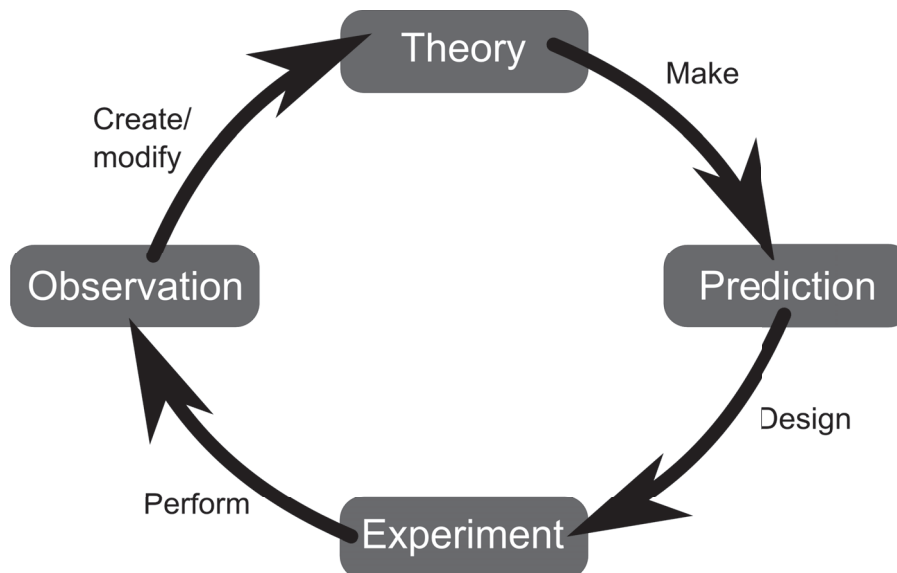 Theory
Make
Create/
modify
Observation
Prediction
Design
Perform
Experiment